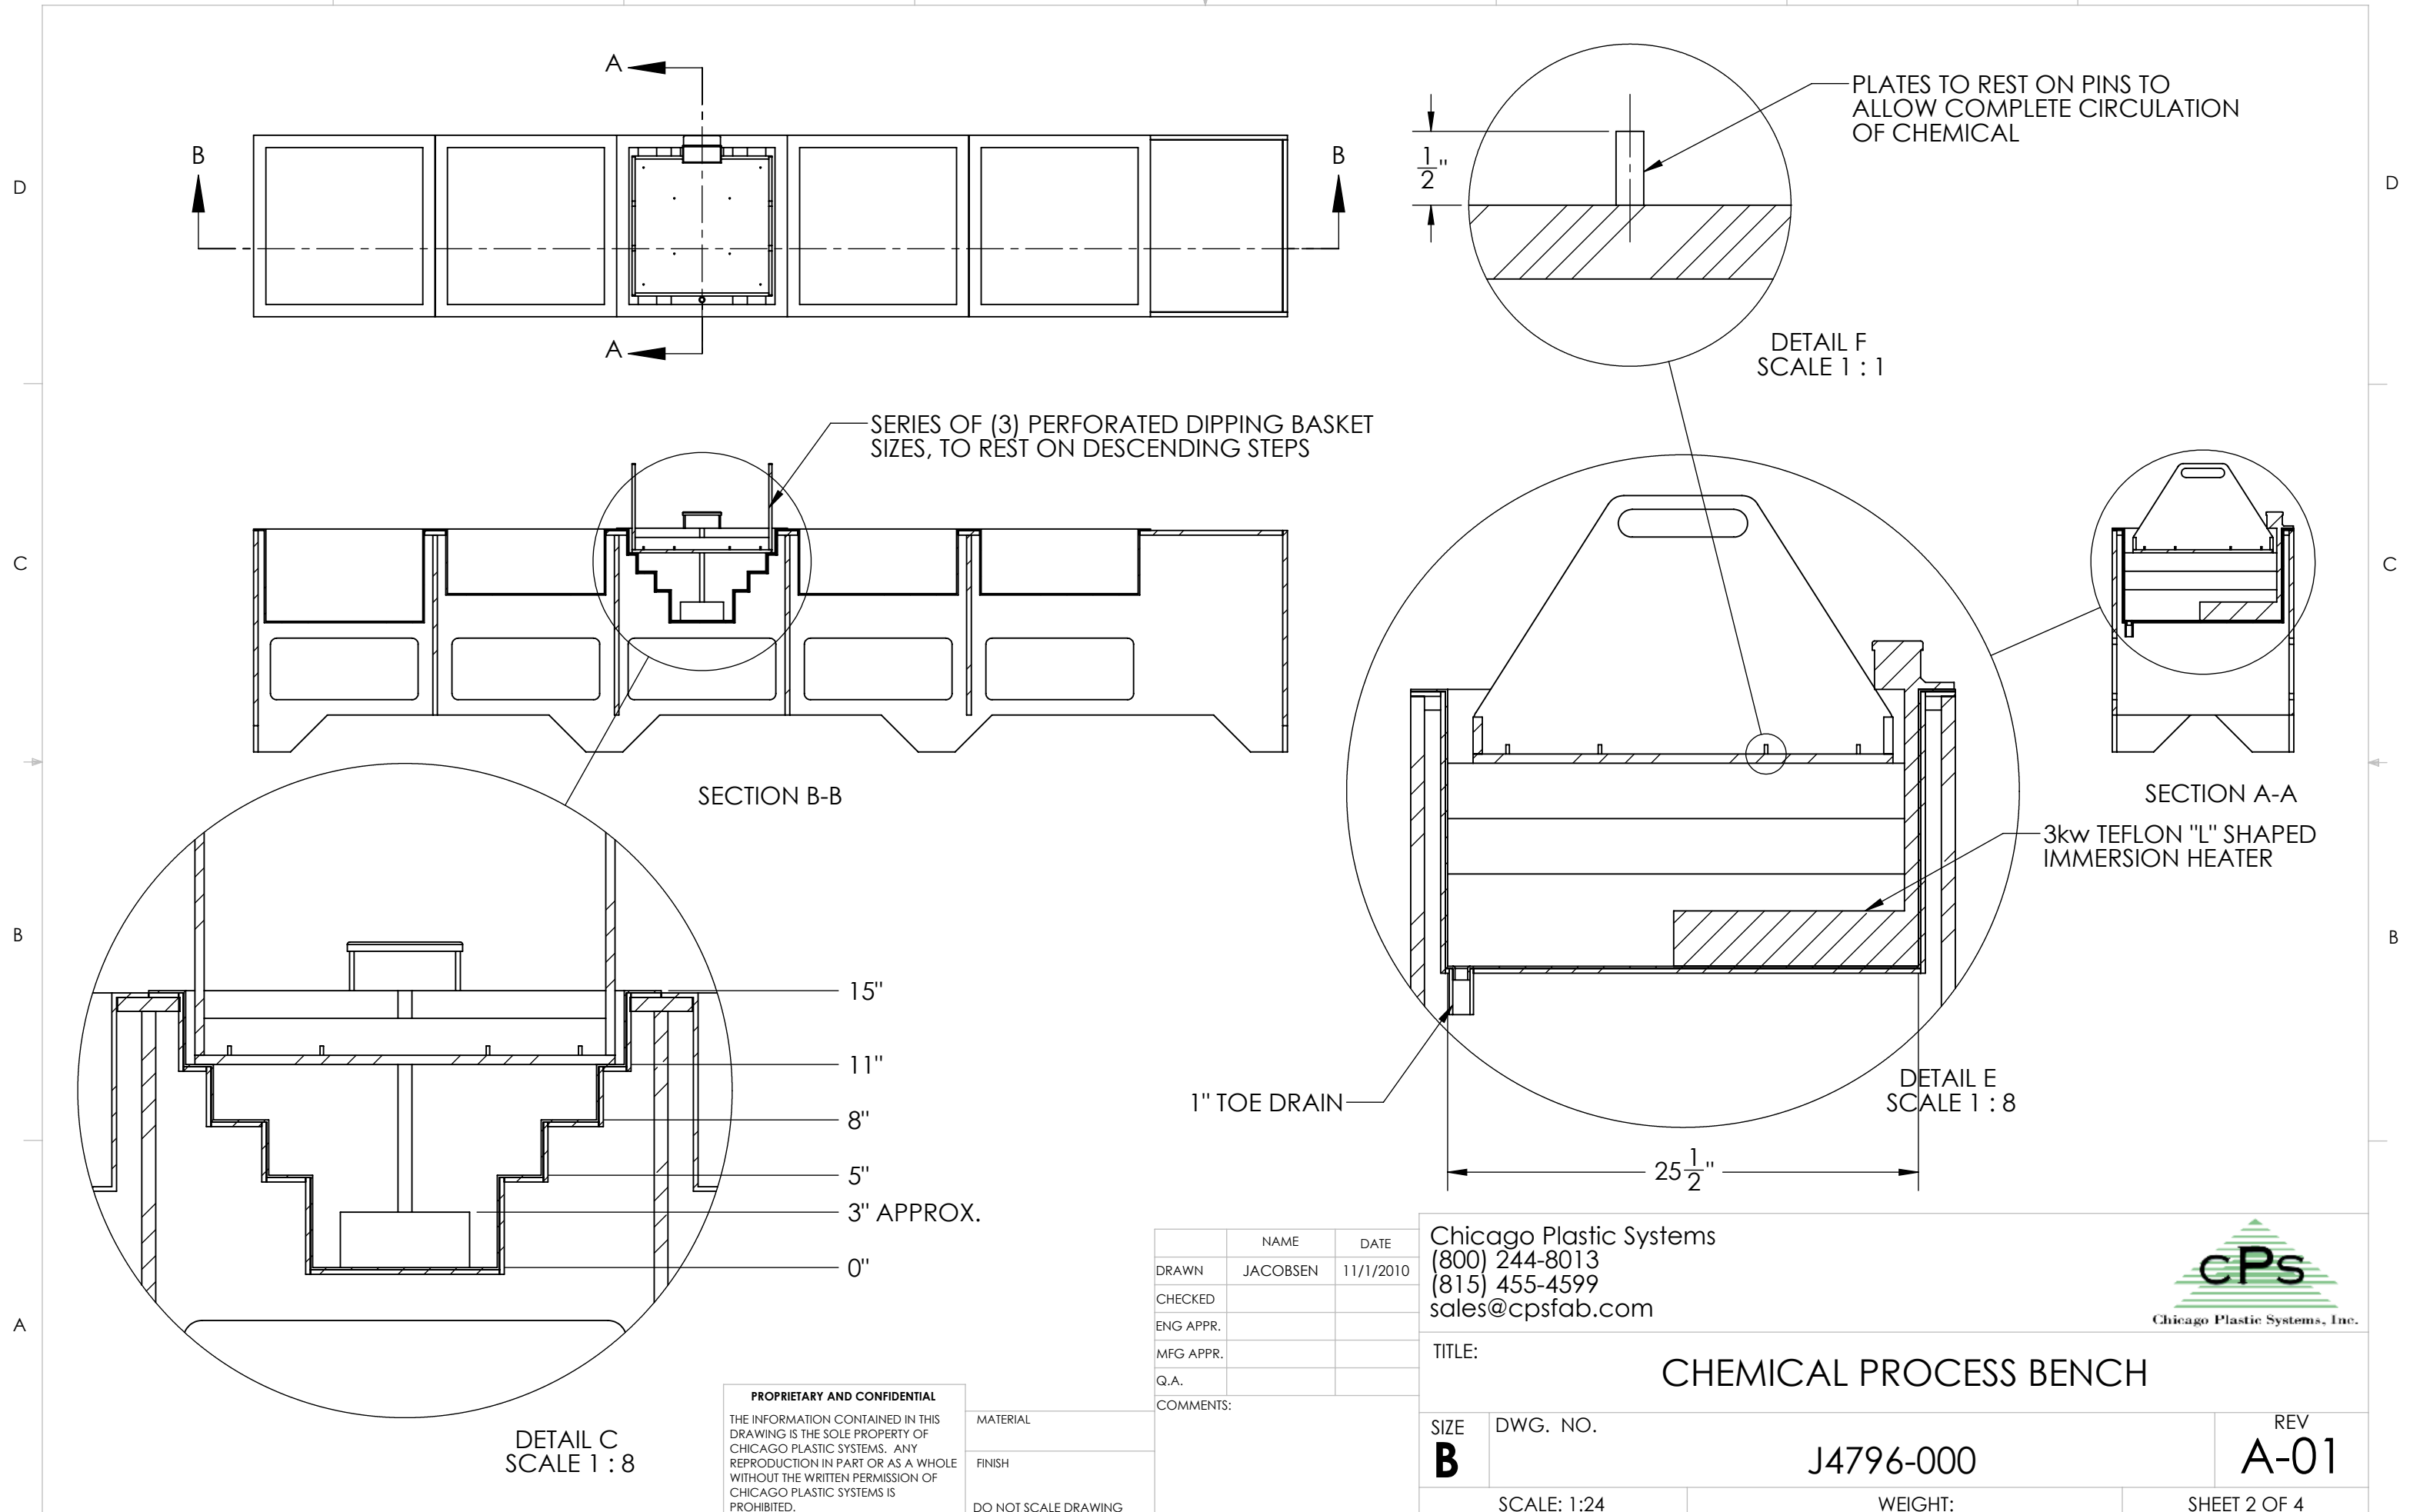 A
B
B
A
D
D
C
C
B
B
A
PLATES TO REST ON PINS TO
ALLOW COMPLETE CIRCULATION
OF CHEMICAL
1/2"
DETAIL F
SCALE 1 : 1
SERIES OF (3) PERFORATED DIPPING BASKET
SIZES, TO REST ON DESCENDING STEPS
SECTION B-B
SECTION A-A
3kw TEFLON "L" SHAPED
IMMERSION HEATER
15"
11"
8"
5"
3" APPROX.
0"
1" TOE DRAIN
DETAIL E
SCALE 1 : 8
25 1/2"
DETAIL C
SCALE 1 : 8
PROPRIETARY AND CONFIDENTIAL
THE INFORMATION CONTAINED IN THIS
DRAWING IS THE SOLE PROPERTY OF
CHICAGO PLASTIC SYSTEMS. ANY
REPRODUCTION IN PART OR AS A WHOLE
WITHOUT THE WRITTEN PERMISSION OF
CHICAGO PLASTIC SYSTEMS IS
PROHIBITED.
MATERIAL
FINISH
DO NOT SCALE DRAWING
NAME DATE
DRAWN JACOBSEN 11/1/2010
CHECKED
ENG APPR.
MFG APPR.
Q.A.
COMMENTS:
Chicago Plastic Systems
(800) 244-8013
(815) 455-4599
sales@cpsfab.com
CPS
Chicago Plastic Systems, Inc.
TITLE:
CHEMICAL PROCESS BENCH
SIZE
B
DWG. NO.
J4796-000
REV
A-01
SCALE: 1:24
WEIGHT:
SHEET 2 OF 4